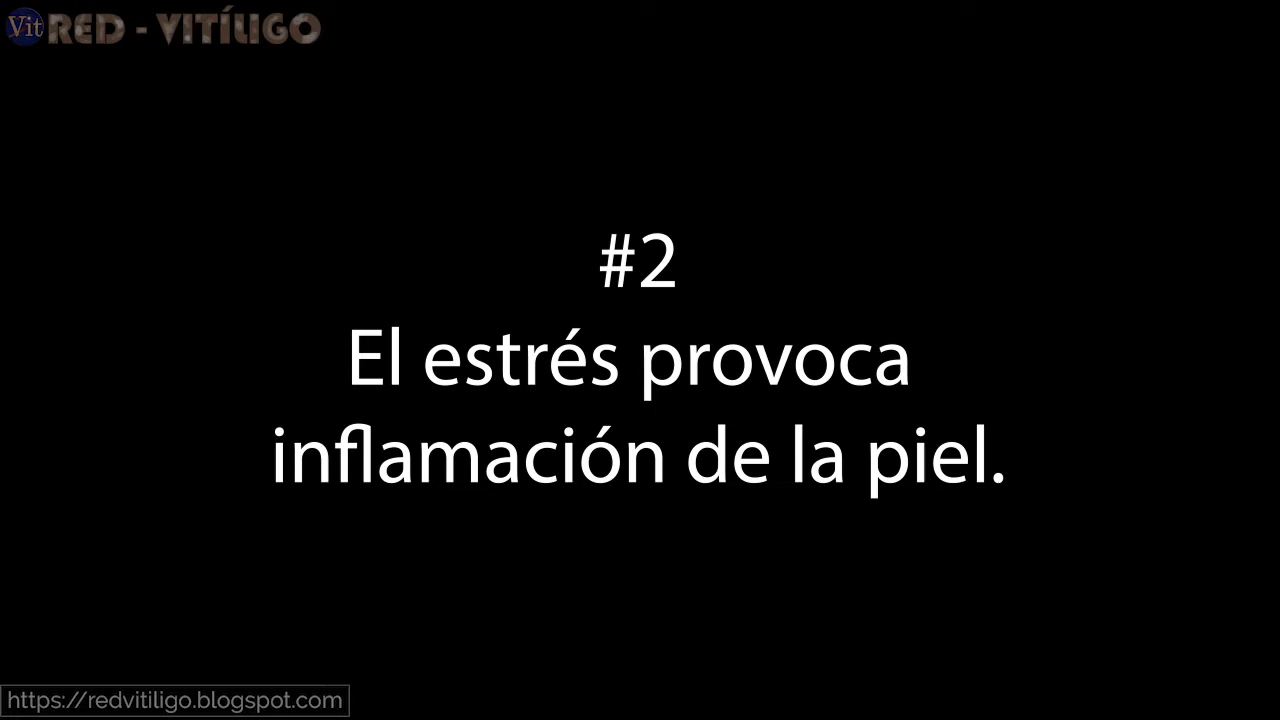 Vit RED - VITÍLIGO
#2
El estrés provoca
inflamación de la piel.
https://redvitiligo.blogspot.com